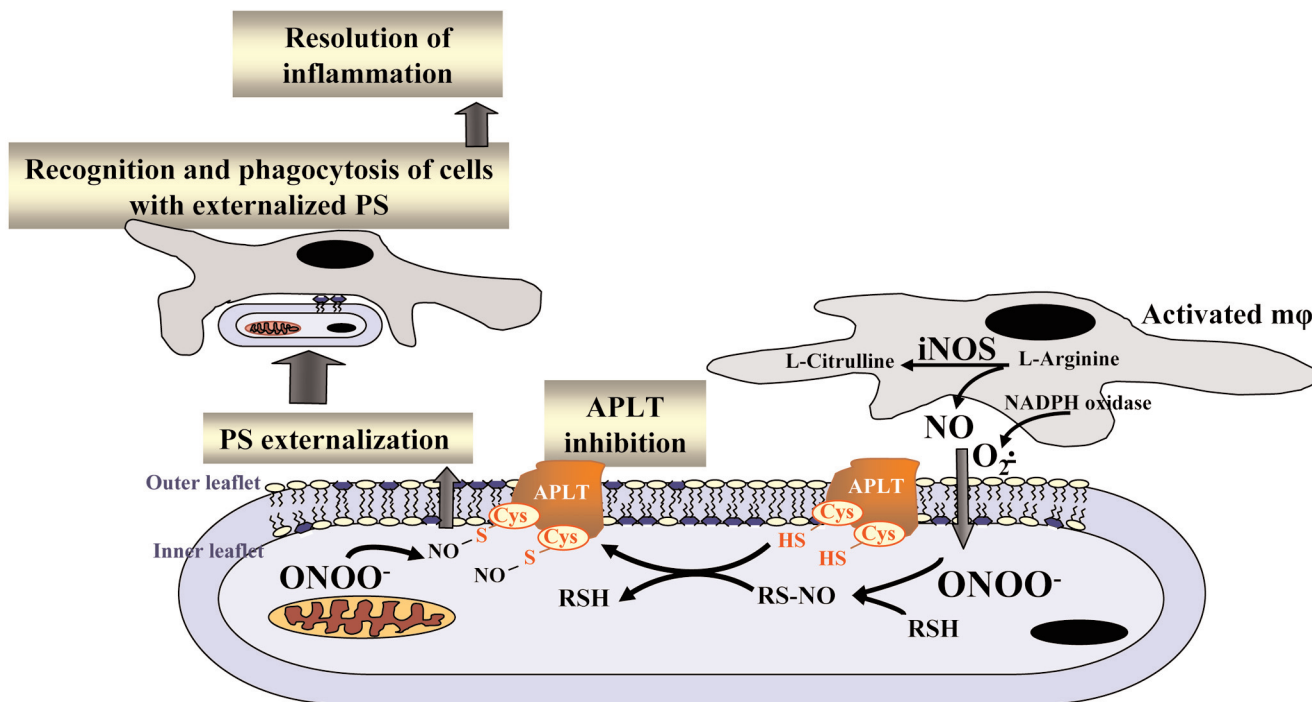 Resolution of
inflammation
Recognition and phagocytosis of cells
with externalized PS
Activated mφ
iNOS
L-Citrulline
L-Arginine
NADPH oxidase
NO
O₂∸
APLT
inhibition
PS externalization
Outer leaflet
APLT
APLT
Cys
Cys
Cys
Cys
Inner leaflet
NO
S
S
NO
HS
HS
ONOO⁻
ONOO⁻
RSH
RS-NO
RSH